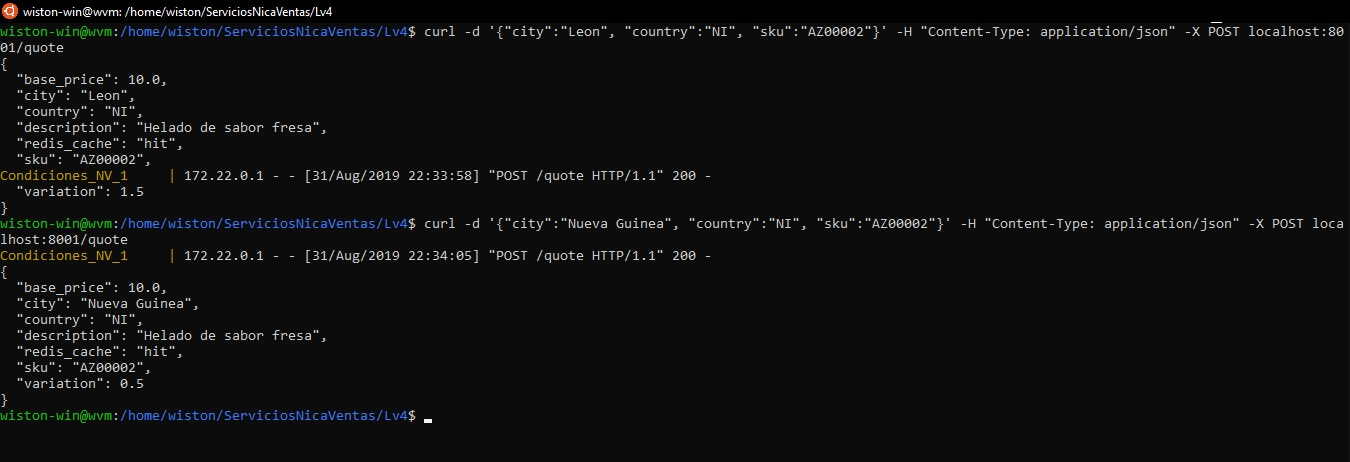 wiston-win@wvm: /home/wiston/ServiciosNicaVentas/Lv4
wiston-win@wvm:/home/wiston/ServiciosNicaVentas/Lv4$ curl -d '{"city":"Leon", "country":"NI", "sku":"AZ00002"}' -H "Content-Type: application/json" -X POST localhost:80
01/quote
{
  "base_price": 10.0,
  "city": "Leon",
  "country": "NI",
  "description": "Helado de sabor fresa",
  "redis_cache": "hit",
  "sku": "AZ00002",
Condiciones_NV_1     | 172.22.0.1 - - [31/Aug/2019 22:33:58] "POST /quote HTTP/1.1" 200 -
  "variation": 1.5
}
wiston-win@wvm:/home/wiston/ServiciosNicaVentas/Lv4$ curl -d '{"city":"Nueva Guinea", "country":"NI", "sku":"AZ00002"}' -H "Content-Type: application/json" -X POST loca
lhost:8001/quote
Condiciones_NV_1     | 172.22.0.1 - - [31/Aug/2019 22:34:05] "POST /quote HTTP/1.1" 200 -
{
  "base_price": 10.0,
  "city": "Nueva Guinea",
  "country": "NI",
  "description": "Helado de sabor fresa",
  "redis_cache": "hit",
  "sku": "AZ00002",
  "variation": 0.5
}
wiston-win@wvm:/home/wiston/ServiciosNicaVentas/Lv4$